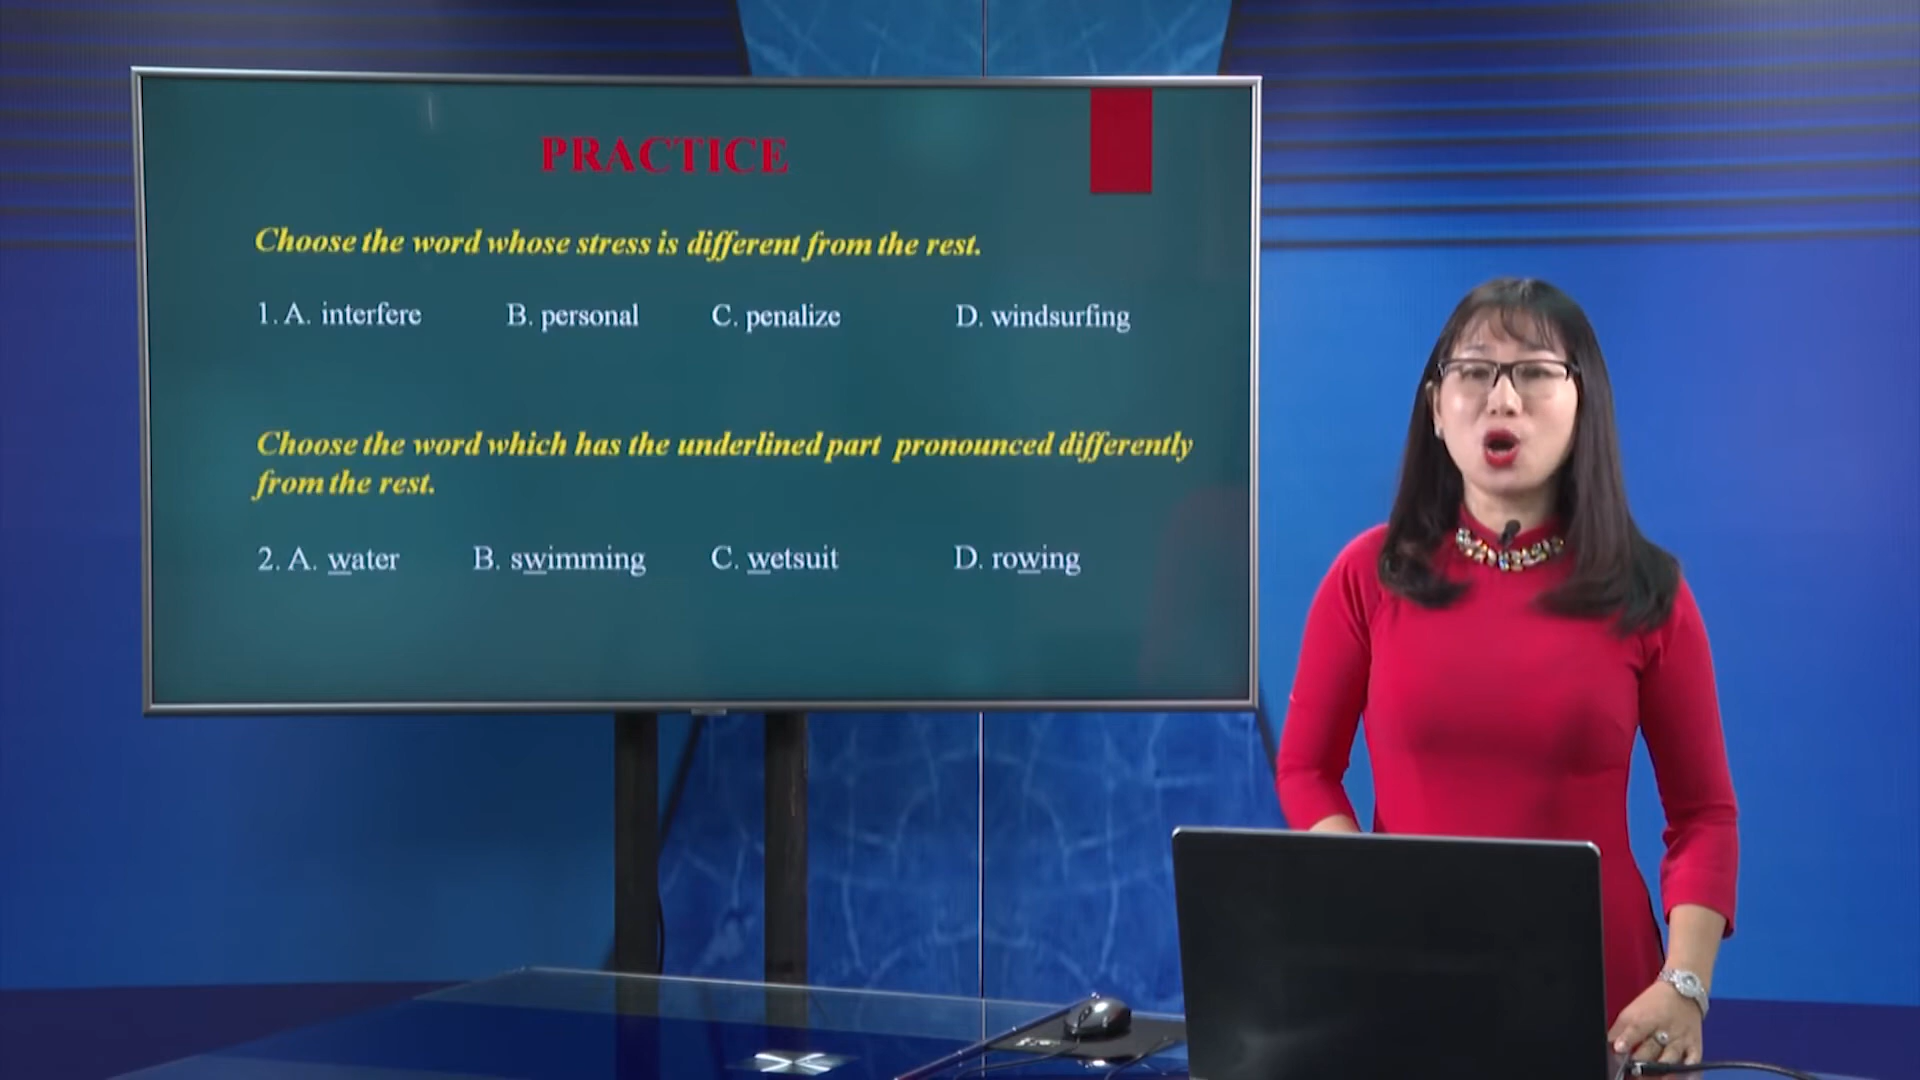 PRACTICE
Choose the word whose stress is different from the rest.
1. A. interfere B. personal C. penalize D. windsurfing
Choose the word which has the underlined part pronounced differently
from the rest.
2. A. water B. swimming C. wetsuit D. rowing